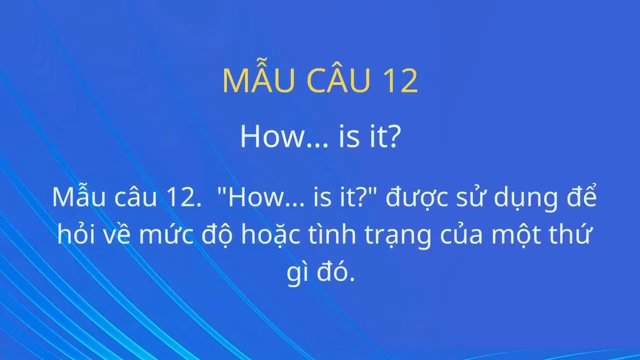 MẪU CÂU 12
How... is it?
Mẫu câu 12.  "How... is it?" được sử dụng để
hỏi về mức độ hoặc tình trạng của một thứ
gì đó.